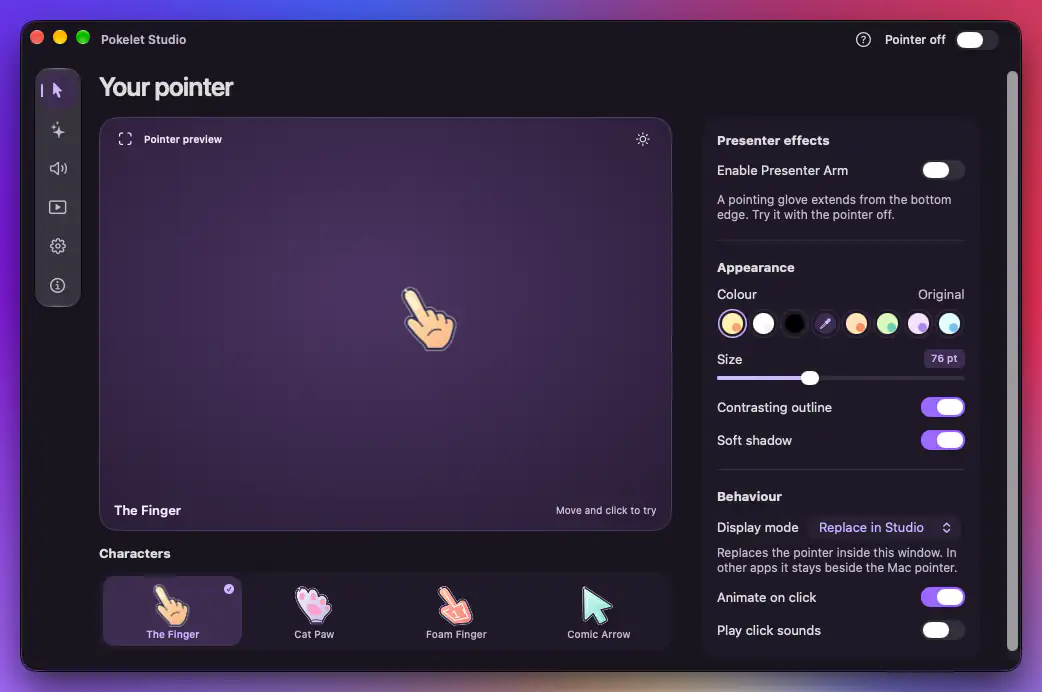 Pokelet Studio
Pointer off
Your pointer
Pointer preview
The Finger
Move and click to try
Characters
The Finger
Cat Paw
1
Foam Finger
Comic Arrow
Presenter effects
Enable Presenter Arm
A pointing glove extends from the bottom
edge. Try it with the pointer off.
Appearance
Colour
Original
Size
76 pt
Contrasting outline
Soft shadow
Behaviour
Display mode
Replace in Studio
Replaces the pointer inside this window. In
other apps it stays beside the Mac pointer.
Animate on click
Play click sounds